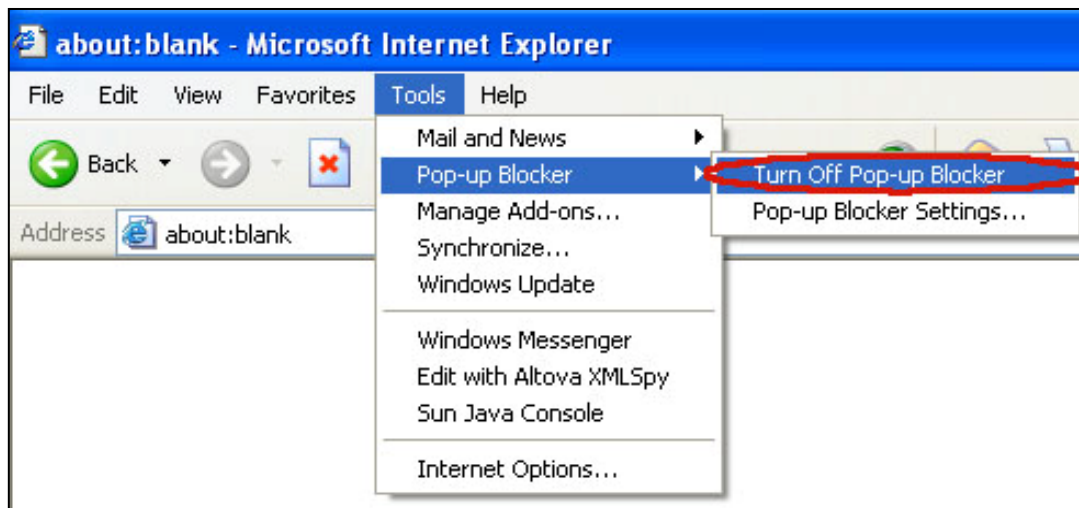 about:blank - Microsoft Internet Explorer
File Edit View Favorites Tools Help
Back
Address about:blank
Mail and News
Pop-up Blocker
Manage Add-ons...
Synchronize...
Windows Update
Windows Messenger
Edit with Altova XMLSpy
Sun Java Console
Internet Options...
Turn Off Pop-up Blocker
Pop-up Blocker Settings...